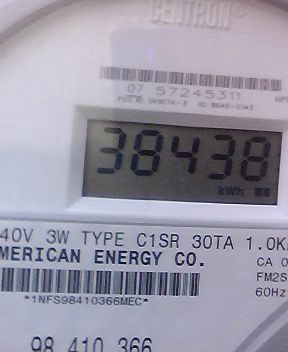 CENTRON®
07 57245311
38438
kWh
40V 3W TYPE C1SR 30TA 1.0K
MERICAN ENERGY CO.
CA 0
FM2S
*1NFS98410366MEC*
60Hz
98 410 366